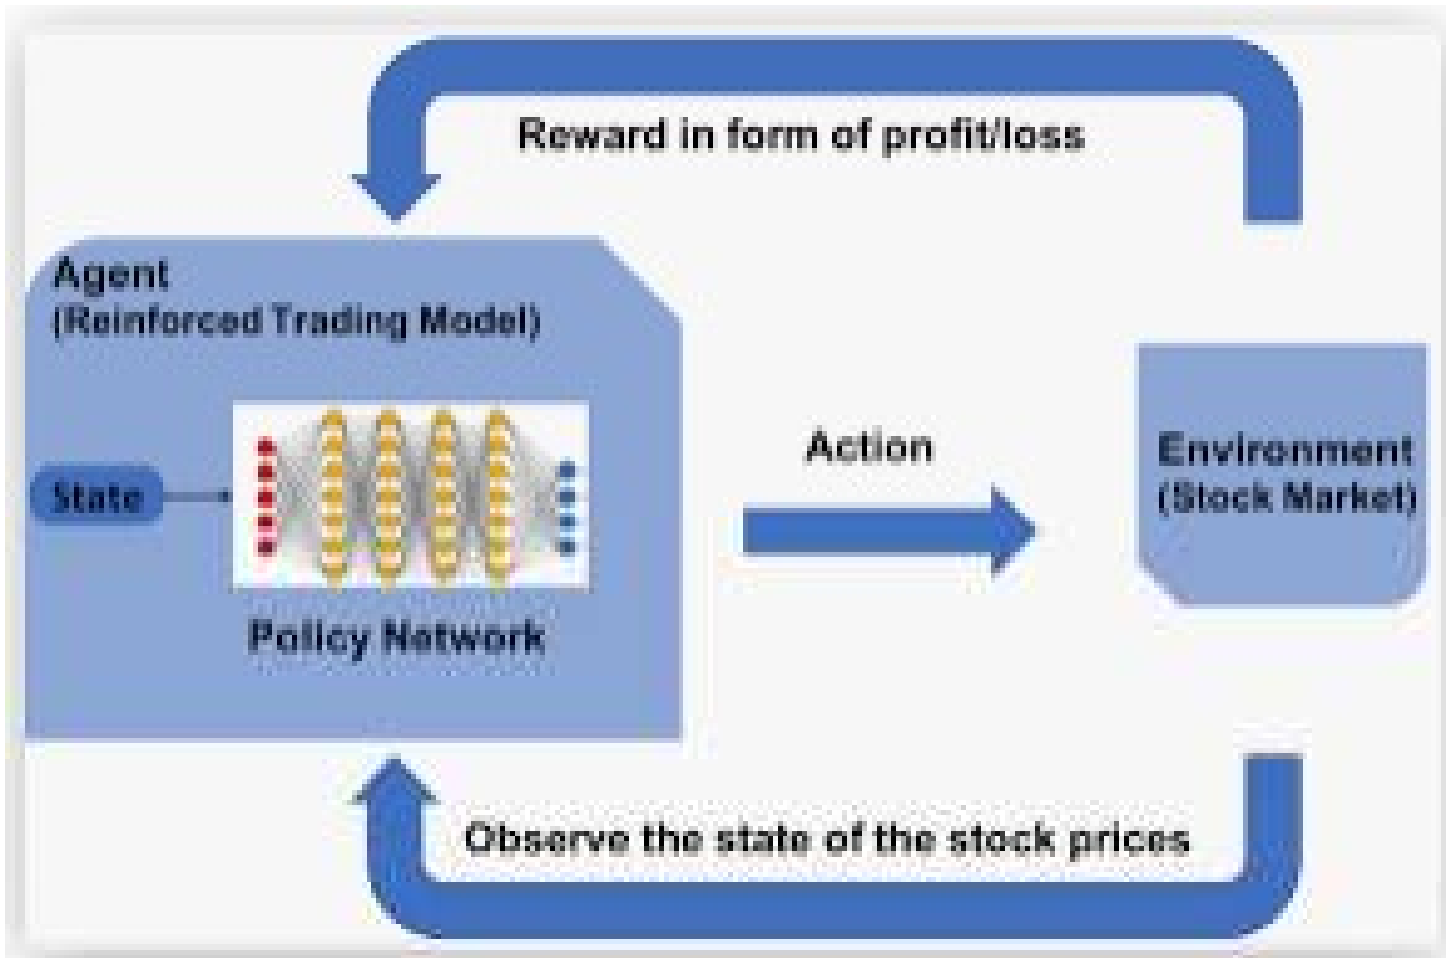 Reward in form of profit/loss
Agent
(Reinforced Trading Model)
State
Policy Network
Action
Environment
(Stock Market)
Observe the state of the stock prices